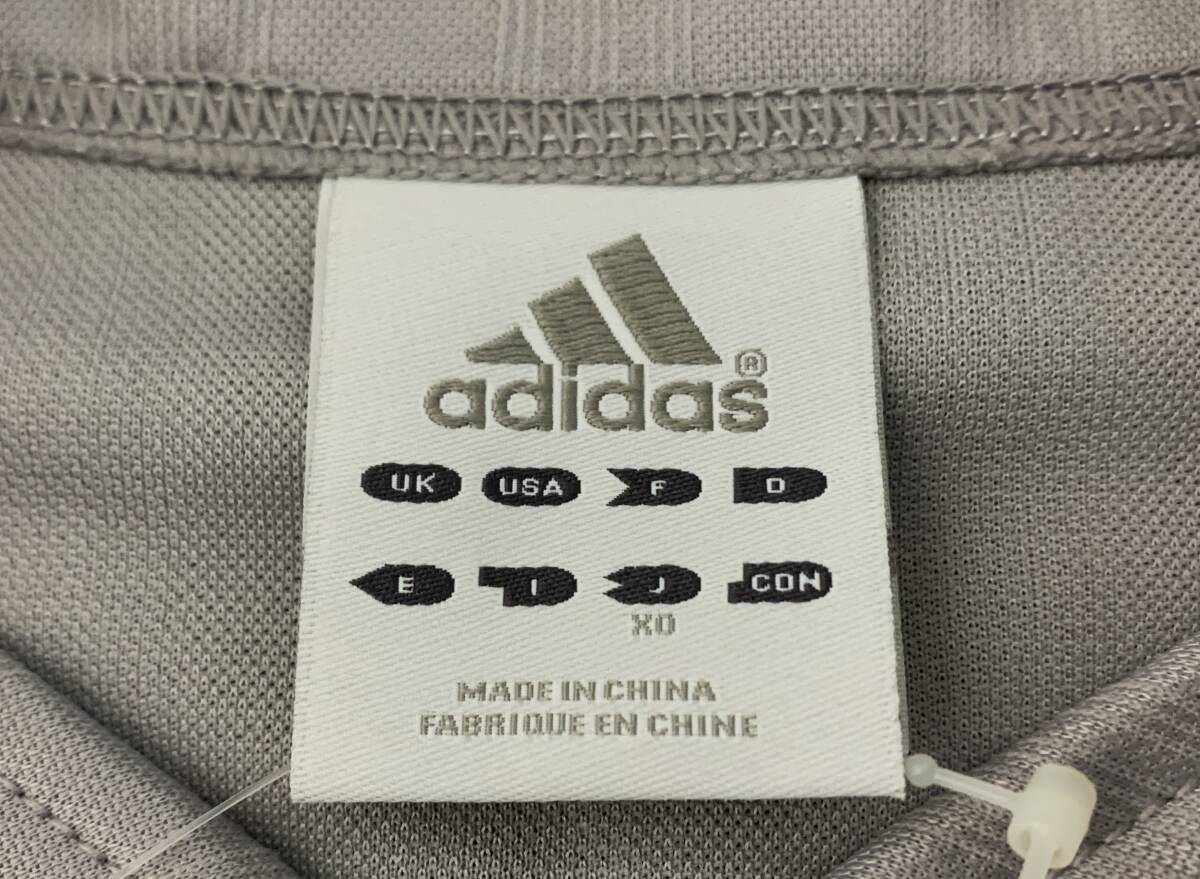 adidas®
UK USA F D
E I J CON
XO
MADE IN CHINA
FABRIQUE EN CHINE